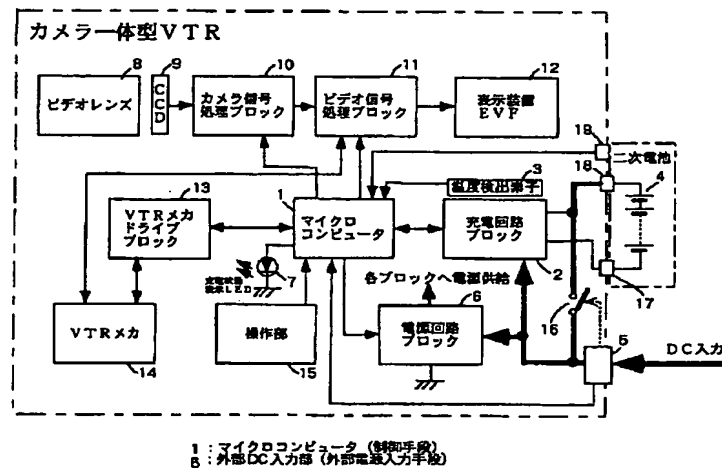 カメラ一体型VTR
8
ビデオレンズ
9
CCD
10
カメラ信号
処理ブロック
11
ビデオ信号
処理ブロック
12
表示装置
EVF
19
18
二次電池
4
3
温度検出素子
13
VTRメカ
ドライブ
ブロック
1
マイクロ
コンピュータ
充電回路
ブロック
2
17
7
充電状態
表示LED
各ブロックへ電源供給
6
電源回路
ブロック
16
5
DC入力
VTRメカ
14
操作部
15
1:マイクロコンピュータ(制御手段)
5:外部DC入力部(外部電源入力手段)